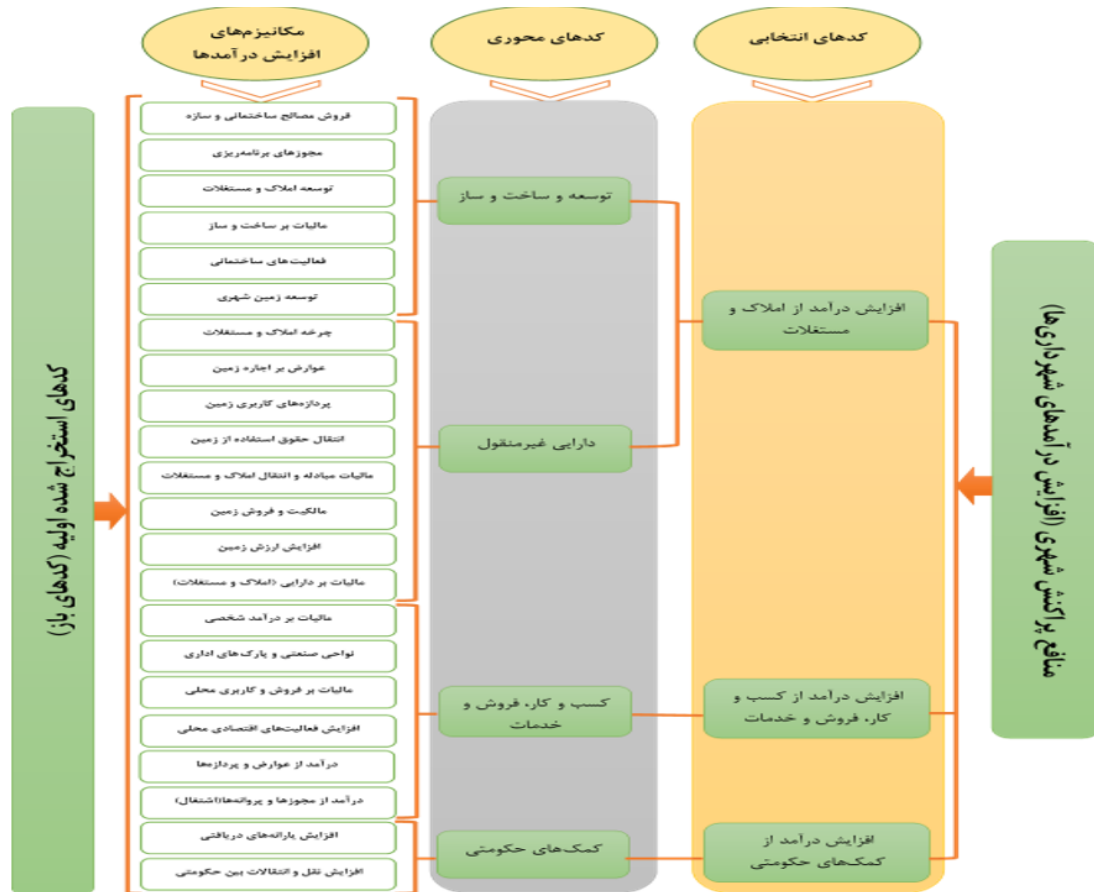 کدهای انتخابی
کدهای محوری
مکانیزم‌های
افزایش درآمدها
منافع پراکنش شهری (افزایش درآمدهای شهرداری‌ها)
افزایش درآمد از املاک و
مستغلات
افزایش درآمد از کسب و
کار، فروش و خدمات
افزایش درآمد از
کمک‌های حکومتی
توسعه و ساخت و ساز
دارایی غیرمنقول
کسب و کار، فروش و
خدمات
کمک‌های حکومتی
فروش مصالح ساختمانی و سازه
مجوزهای برنامه‌ریزی
توسعه املاک و مستغلات
مالیات بر ساخت و ساز
فعالیت‌های ساختمانی
توسعه زمین شهری
چرخه املاک و مستغلات
عوارض بر اجاره زمین
پردازه‌های کاربری زمین
انتقال حقوق استفاده از زمین
مالیات مبادله و انتقال املاک و مستغلات
مالکیت و فروش زمین
افزایش ارزش زمین
مالیات بر دارایی (املاک و مستغلات)
مالیات بر درآمد شخصی
نواحی صنعتی و پارک‌های اداری
مالیات بر فروش و کاربری محلی
افزایش فعالیت‌های اقتصادی محلی
درآمد از عوارض و پردازه‌ها
درآمد از مجوزها و پروانه‌ها(اشتغال)
افزایش یارانه‌های دریافتی
افزایش نقل و انتقالات بین حکومتی
کدهای استخراج شده اولیه (کدهای باز)